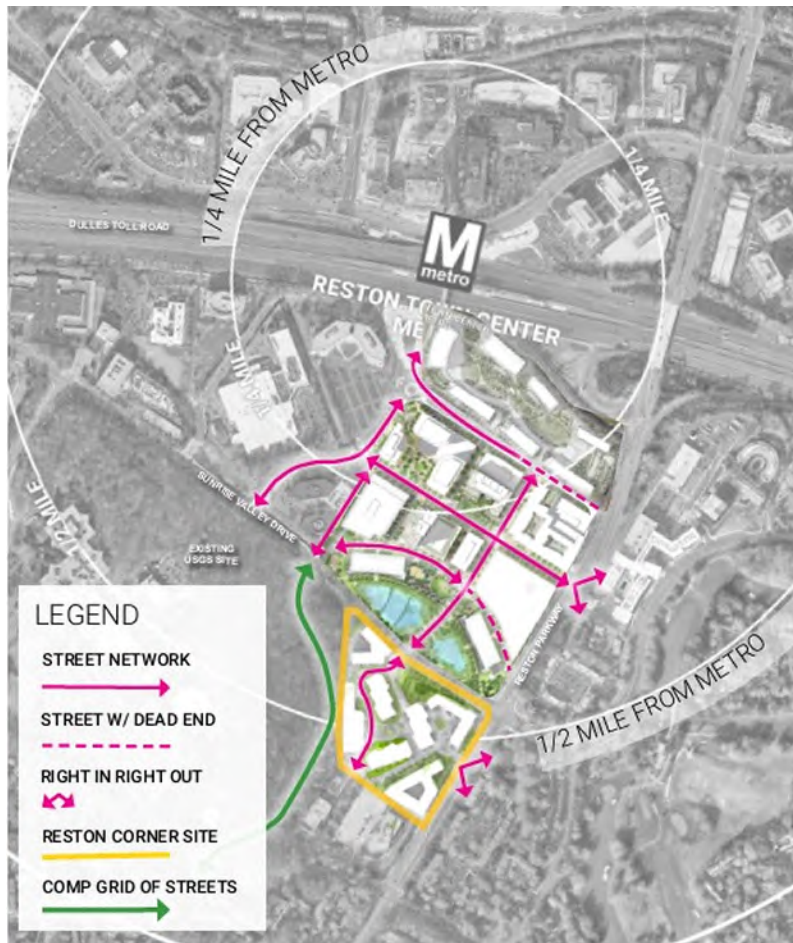 1/4 MILE FROM METRO
1/4 MILE
DULLES TOLL ROAD
M
metro
RESTON TOWN CENTER
1/4 MILE
SUNRISE VALLEY DRIVE
1/2 MILE
EXISTING
USGS SITE
RESTON PARKWAY
1/2 MILE FROM METRO
LEGEND
STREET NETWORK
STREET W/ DEAD END
RIGHT IN RIGHT OUT
RESTON CORNER SITE
COMP GRID OF STREETS